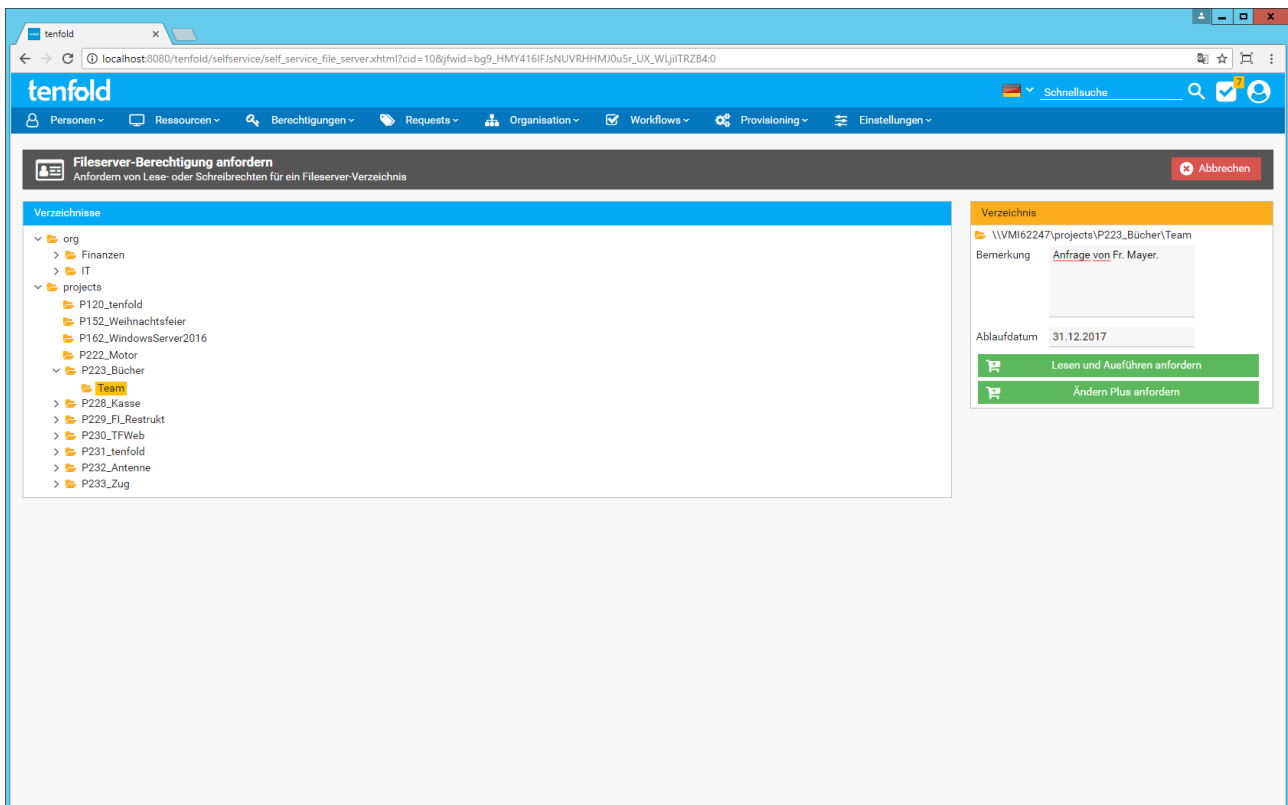 tenfold
localhost:8080/tenfold/selfservice/self_service_file_server.xhtml?cid=10&jfwid=bg9_HMY416IFJsNUVRHHMJ0u5r_UX_WLjiITRZB4:0
tenfold
Schnellsuche
7
Personen
Ressourcen
Berechtigungen
Requests
Organisation
Workflows
Provisioning
Einstellungen
Fileserver-Berechtigung anfordern
Anfordern von Lese- oder Schreibrechten für ein Fileserver-Verzeichnis
Abbrechen
Verzeichnisse
org
Finanzen
IT
projects
P120_tenfold
P152_Weihnachtsfeier
P162_WindowsServer2016
P222_Motor
P223_Bücher
Team
P228_Kasse
P229_FI_Restrukt
P230_TFWeb
P231_tenfold
P232_Antenne
P233_Zug
Verzeichnis
\\VMI62247\projects\P223_Bücher\Team
Bemerkung
Anfrage von Fr. Mayer.
Ablaufdatum
31.12.2017
Lesen und Ausführen anfordern
Ändern Plus anfordern